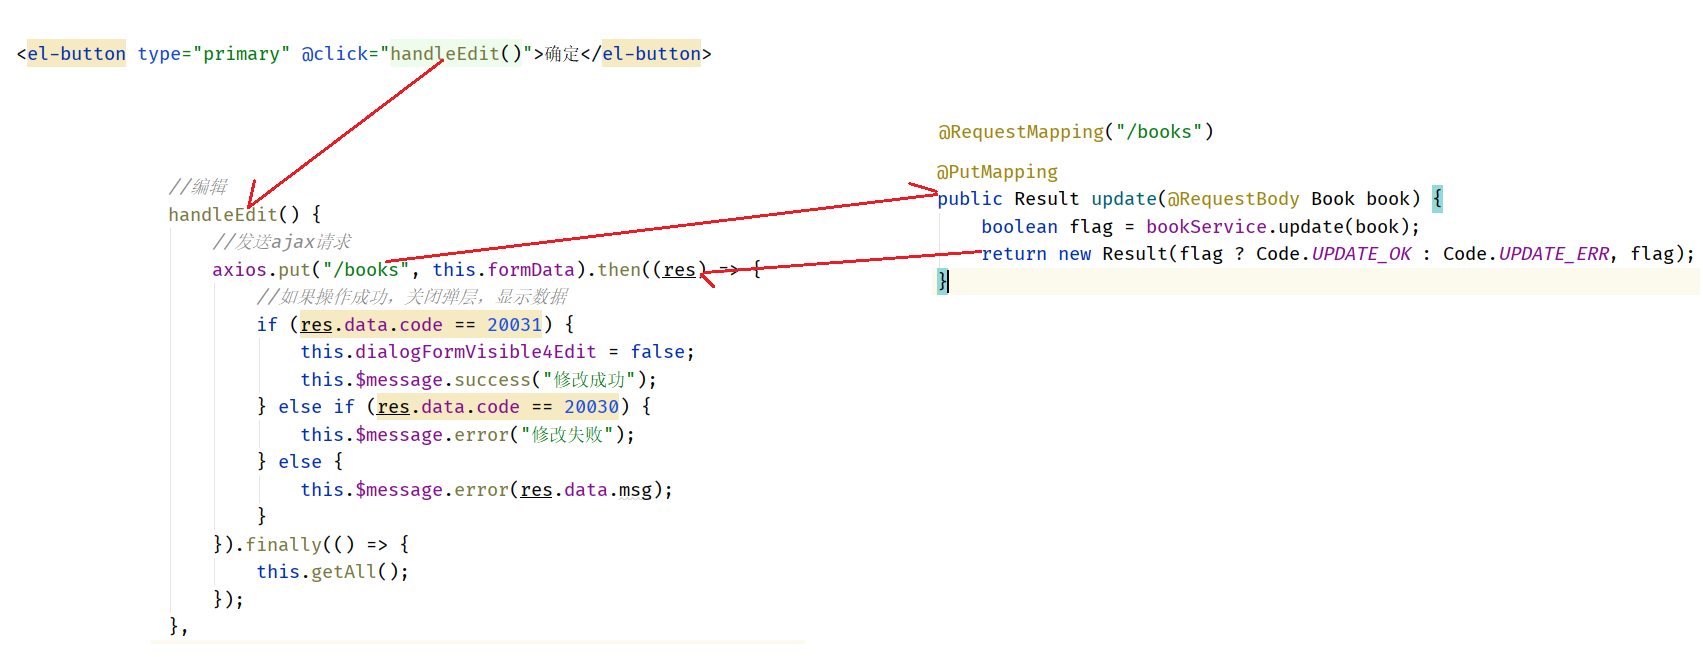 <el-button type="primary" @click="handleEdit()">确定</el-button>
//编辑
handleEdit() {
//发送ajax请求
axios.put("/books", this.formData).then((res) => {
//如果操作成功，关闭弹层，显示数据
if (res.data.code == 20031) {
this.dialogFormVisible4Edit = false;
this.$message.success("修改成功");
} else if (res.data.code == 20030) {
this.$message.error("修改失败");
} else {
this.$message.error(res.data.msg);
}
}).finally(() => {
this.getAll();
});
},
@RequestMapping("/books")
@PutMapping
public Result update(@RequestBody Book book) {
boolean flag = bookService.update(book);
return new Result(flag ? Code.UPDATE_OK : Code.UPDATE_ERR, flag);
}